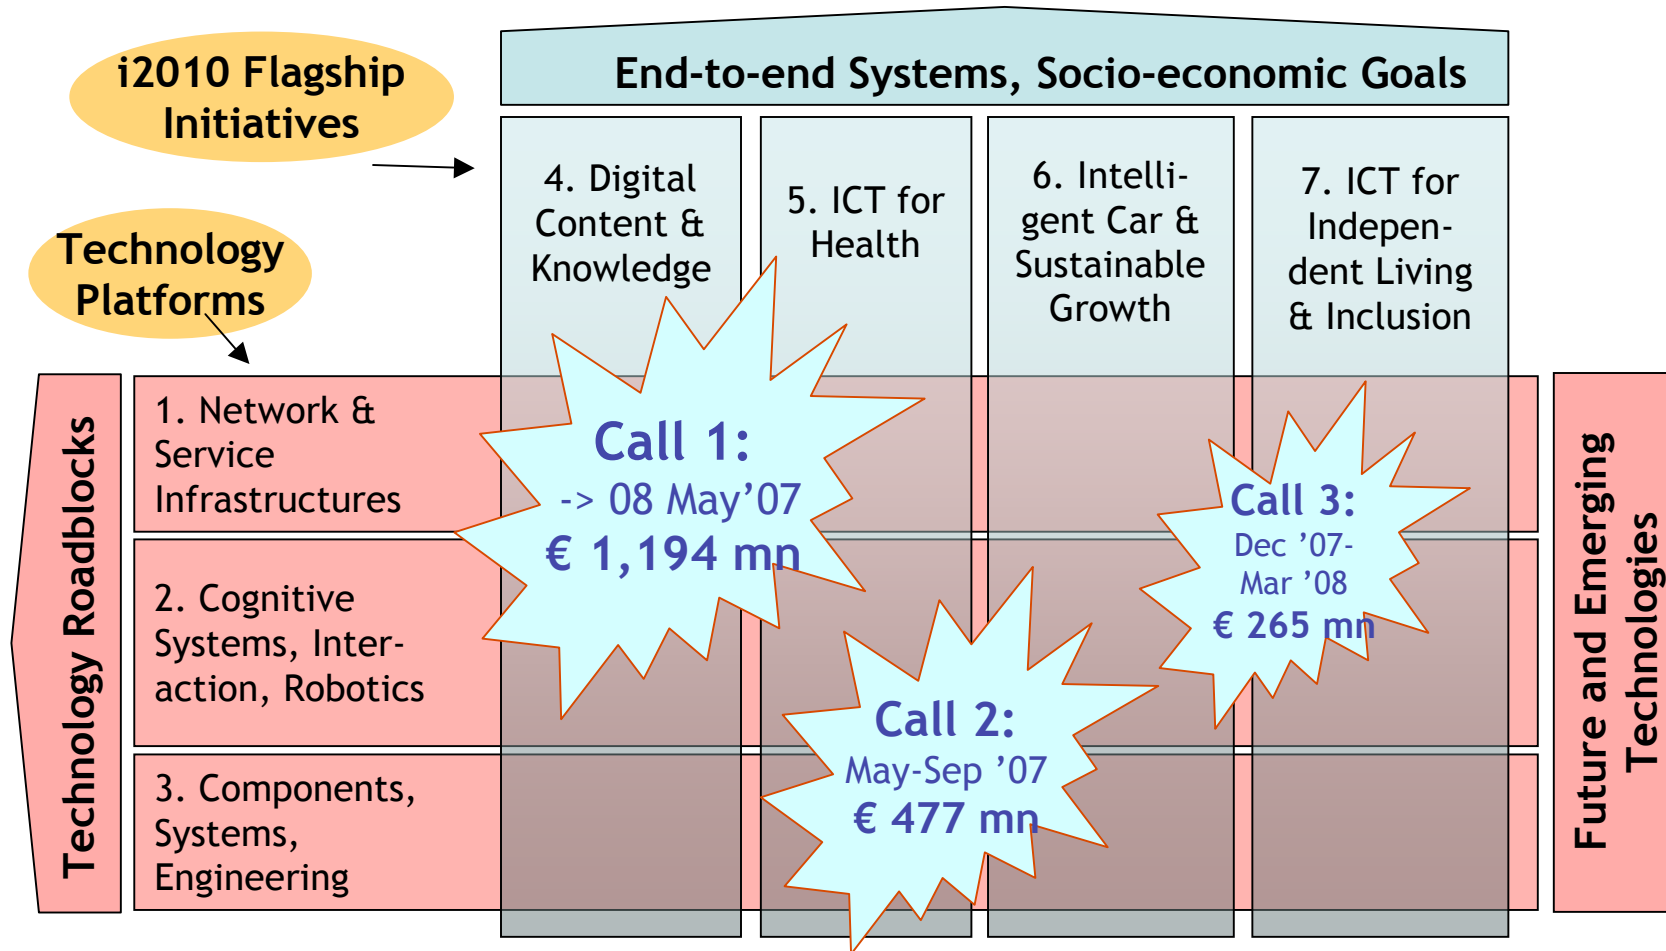 i2010 Flagship
Initiatives
End-to-end Systems, Socio-economic Goals
Technology
Platforms
4. Digital
Content &
Knowledge
5. ICT for
Health
6. Intelli-
gent Car &
Sustainable
Growth
7. ICT for
Indepen-
dent Living
& Inclusion
Technology Roadblocks
1. Network &
Service
Infrastructures
2. Cognitive
Systems, Inter-
action, Robotics
3. Components,
Systems,
Engineering
Call 1:
-> 08 May’07
€ 1,194 mn
Call 2:
May-Sep ’07
€ 477 mn
Call 3:
Dec ’07-
Mar ’08
€ 265 mn
Future and Emerging
Technologies